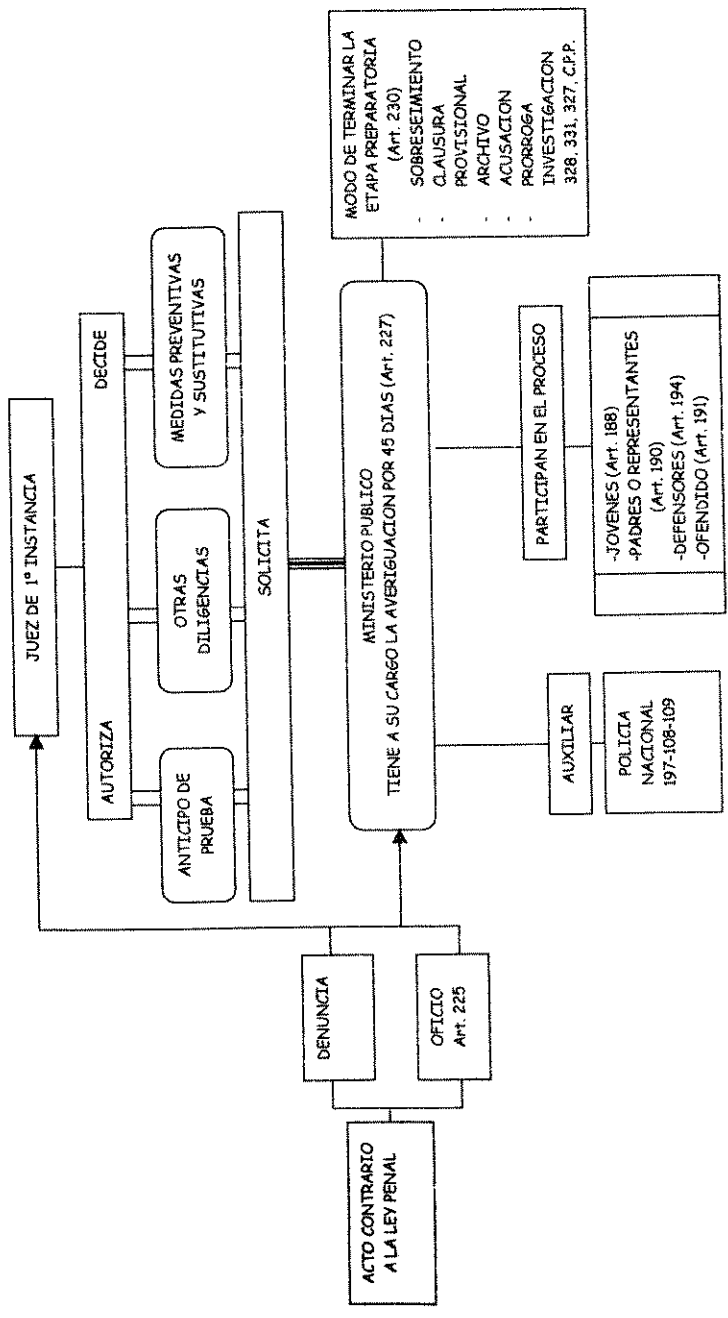 ACTO CONTRARIO
A LA LEY PENAL
DENUNCIA
OFICIO
Art. 225
JUEZ DE 1ª INSTANCIA
AUTORIZA
DECIDE
ANTICIPO DE
PRUEBA
OTRAS
DILIGENCIAS
MEDIDAS PREVENTIVAS
Y SUSTITUTIVAS
SOLICITA
MINISTERIO PUBLICO
TIENE A SU CARGO LA AVERIGUACION POR 45 DIAS (Art. 227)
AUXILIAR
POLICIA
NACIONAL
197-108-109
PARTICIPAN EN EL PROCESO
-JOVENES (Art. 188)
-PADRES O REPRESENTANTES
(Art. 190)
-DEFENSORES (Art. 194)
-OFENDIDO (Art. 191)
MODO DE TERMINAR LA
ETAPA PREPARATORIA
(Art. 230)
- SOBRESEIMIENTO
- CLAUSURA
PROVISIONAL
- ARCHIVO
- ACUSACION
- PRORROGA
INVESTIGACION
328, 331, 327, C.P.P.